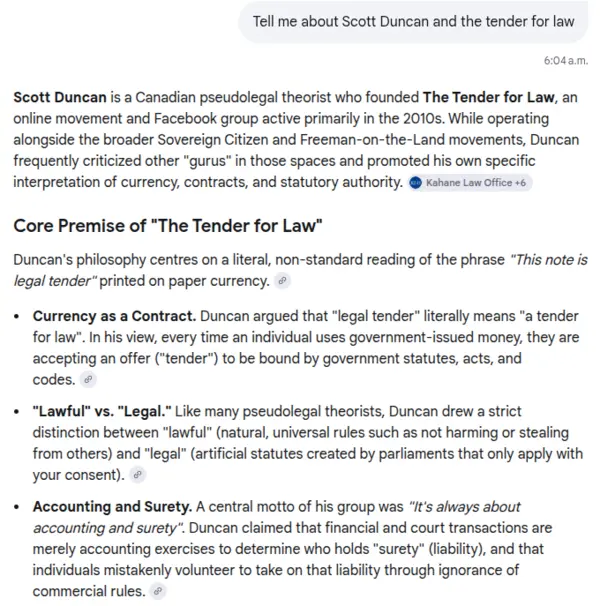 Tell me about Scott Duncan and the tender for law
6:04 a.m.
Scott Duncan is a Canadian pseudolegal theorist who founded The Tender for Law, an
online movement and Facebook group active primarily in the 2010s. While operating
alongside the broader Sovereign Citizen and Freeman-on-the-Land movements, Duncan
frequently criticized other "gurus" in those spaces and promoted his own specific
interpretation of currency, contracts, and statutory authority. Kahane Law Office +6
Core Premise of "The Tender for Law"
Duncan's philosophy centres on a literal, non-standard reading of the phrase "This note is
legal tender" printed on paper currency.
• Currency as a Contract. Duncan argued that "legal tender" literally means "a tender
for law". In his view, every time an individual uses government-issued money, they are
accepting an offer ("tender") to be bound by government statutes, acts, and
codes.
• "Lawful" vs. "Legal." Like many pseudolegal theorists, Duncan drew a strict
distinction between "lawful" (natural, universal rules such as not harming or stealing
from others) and "legal" (artificial statutes created by parliaments that only apply with
your consent).
• Accounting and Surety. A central motto of his group was "It's always about
accounting and surety". Duncan claimed that financial and court transactions are
merely accounting exercises to determine who holds "surety" (liability), and that
individuals mistakenly volunteer to take on that liability through ignorance of
commercial rules.